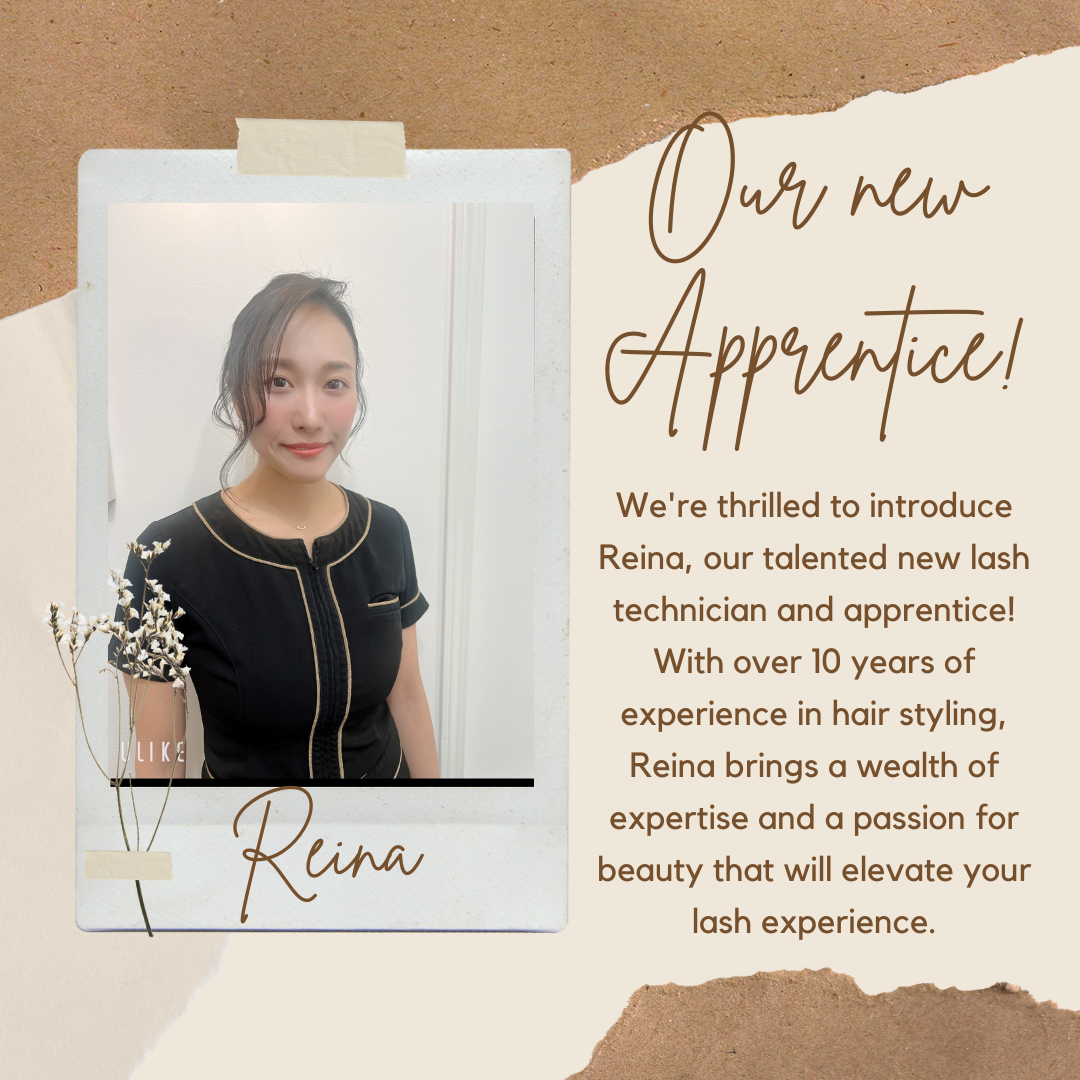 Our new
Apprentice!
We're thrilled to introduce
Reina, our talented new lash
technician and apprentice!
With over 10 years of
experience in hair styling,
Reina brings a wealth of
expertise and a passion for
beauty that will elevate your
lash experience.
ULIKE
Reina